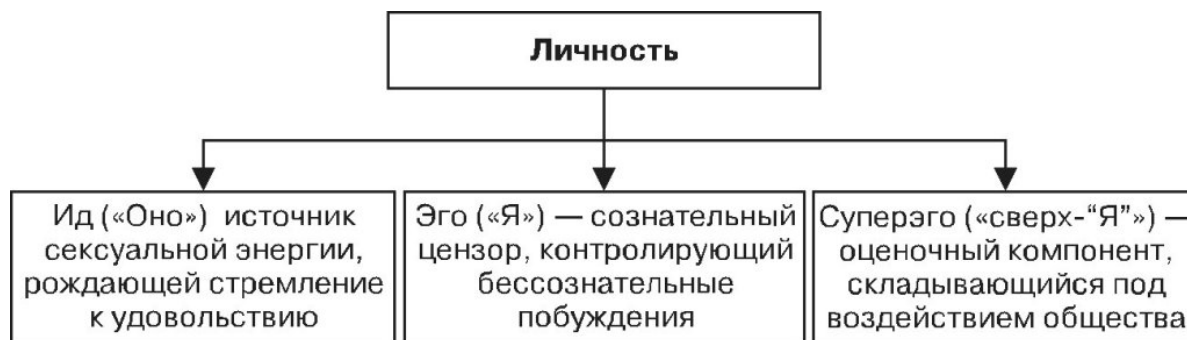 Личность
Ид («Оно») источник
сексуальной энергии,
рождающей стремление
к удовольствию
Эго («Я») — сознательный
цензор, контролирующий
бессознательные
побуждения
Суперэго («сверх-“Я”») —
оценочный компонент,
складывающийся под
воздействием общества